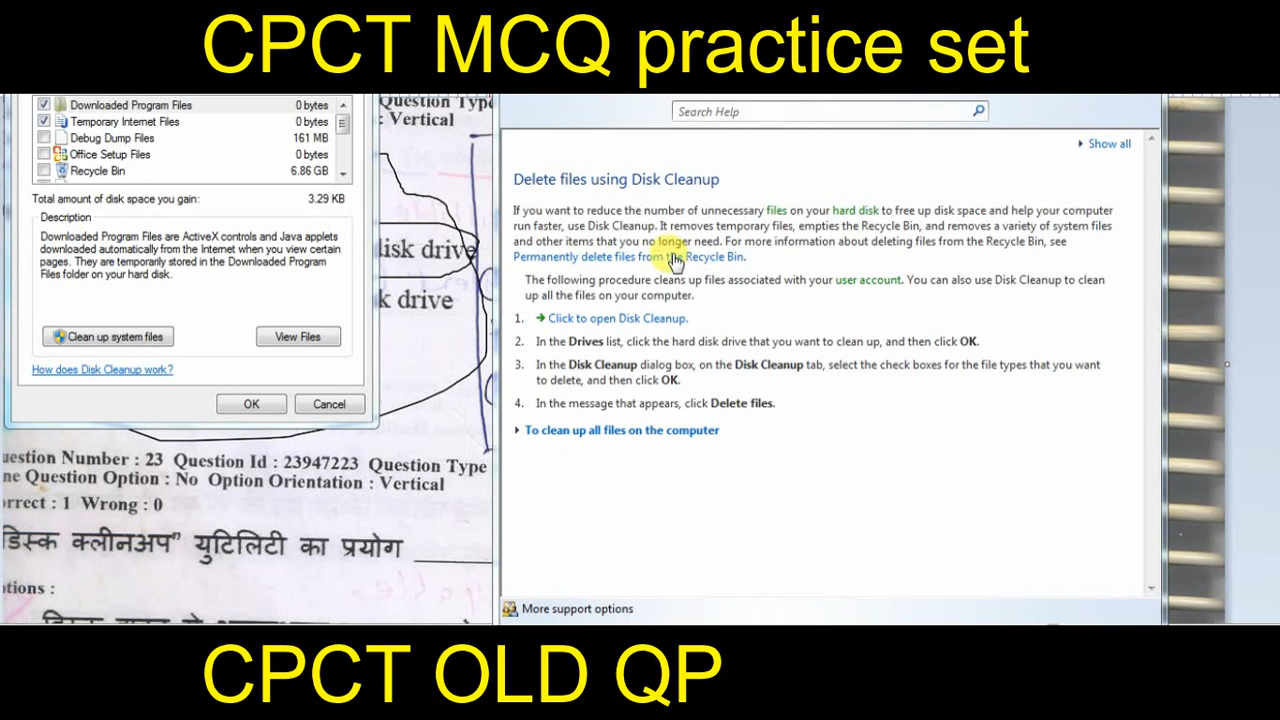 CPCT MCQ practice set
Downloaded Program Files 0 bytes
Temporary Internet Files 0 bytes
Debug Dump Files 161 MB
Office Setup Files 0 bytes
Recycle Bin 6.86 GB
Total amount of disk space you gain: 3.29 KB
Description
Downloaded Program Files are ActiveX controls and Java applets
downloaded automatically from the Internet when you view certain
pages. They are temporarily stored in the Downloaded Program
Files folder on your hard disk.
Clean up system files View Files
How does Disk Cleanup work?
OK Cancel
Question Type
: Vertical
disk drive
k drive
uestion Number : 23 Question Id : 23947223 Question Type
ne Question Option : No Option Orientation : Vertical
orrect : 1 Wrong : 0
डिस्क क्लीनअप" युटिलिटी का प्रयोग
ptions :
Search Help
Show all
Delete files using Disk Cleanup
If you want to reduce the number of unnecessary files on your hard disk to free up disk space and help your computer
run faster, use Disk Cleanup. It removes temporary files, empties the Recycle Bin, and removes a variety of system files
and other items that you no longer need. For more information about deleting files from the Recycle Bin, see
Permanently delete files from the Recycle Bin.
The following procedure cleans up files associated with your user account. You can also use Disk Cleanup to clean
up all the files on your computer.
1. Click to open Disk Cleanup.
2. In the Drives list, click the hard disk drive that you want to clean up, and then click OK.
3. In the Disk Cleanup dialog box, on the Disk Cleanup tab, select the check boxes for the file types that you want
to delete, and then click OK.
4. In the message that appears, click Delete files.
To clean up all files on the computer
More support options
CPCT OLD QP